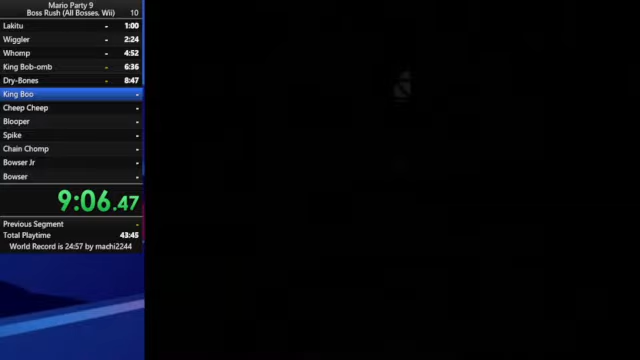 Mario Party 9
Boss Rush (All Bosses, Wii) 10
Lakitu - 1:00
Wiggler - 2:24
Whomp - 4:52
King Bob-omb - 6:36
Dry-Bones - 8:47
King Boo -
Cheep Cheep -
Blooper -
Spike -
Chain Chomp -
Bowser Jr -
Bowser -
9:06.47
Previous Segment -
Total Playtime 43:45
World Record is 24:57 by machi2244